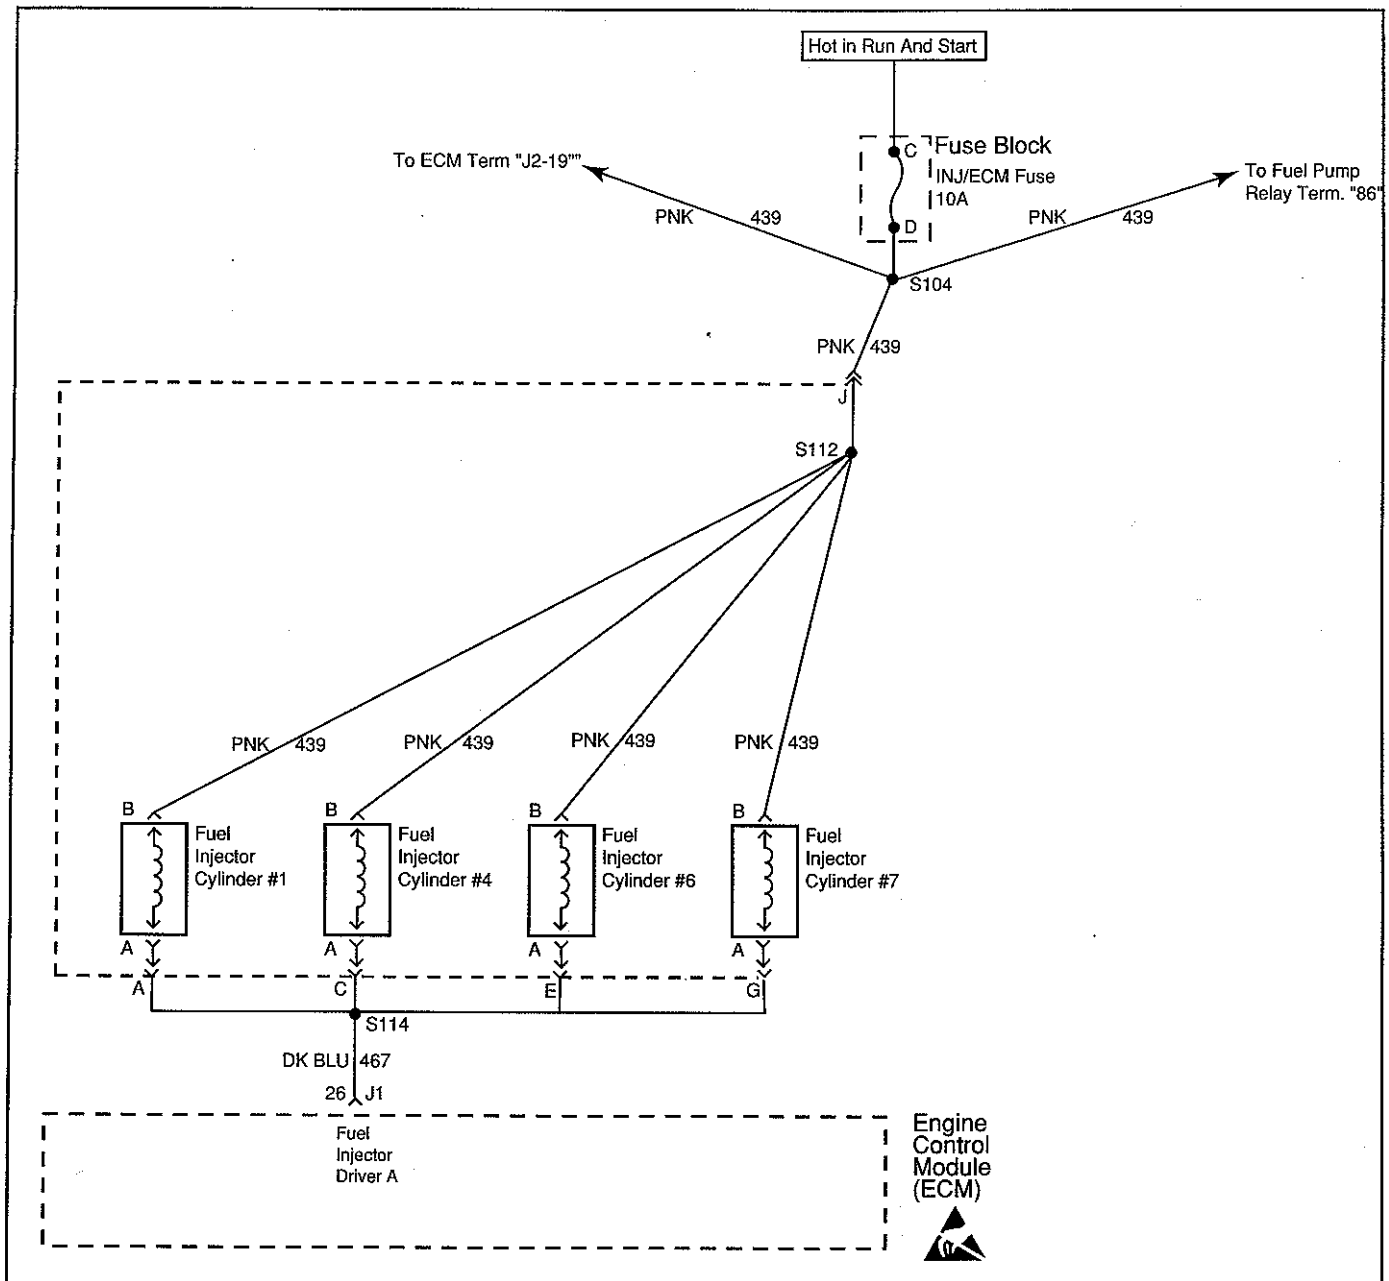 Hot in Run And Start
Fuse Block
C
INJ/ECM Fuse
10A
D
To ECM Term "J2-19""
PNK 439
To Fuel Pump
Relay Term. "86"
PNK 439
S104
PNK 439
J
S112
PNK 439
PNK 439
PNK 439
PNK 439
B
Fuel
Injector
Cylinder #1
A
B
Fuel
Injector
Cylinder #4
A
B
Fuel
Injector
Cylinder #6
A
B
Fuel
Injector
Cylinder #7
A
A
C
E
G
S114
DK BLU 467
26 J1
Fuel
Injector
Driver A
Engine
Control
Module
(ECM)